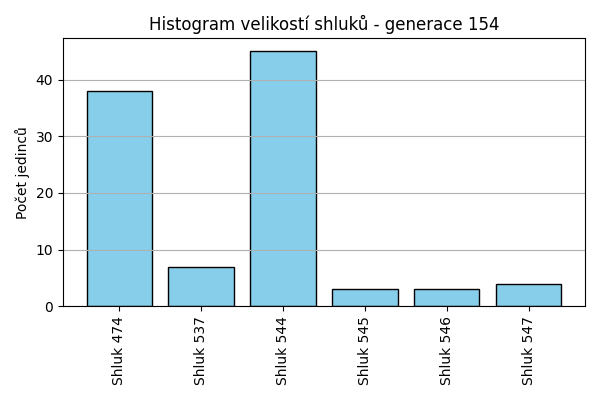 Histogram velikostí shluků - generace 154
Počet jedinců
40
30
20
10
0
Shluk 474
Shluk 537
Shluk 544
Shluk 545
Shluk 546
Shluk 547